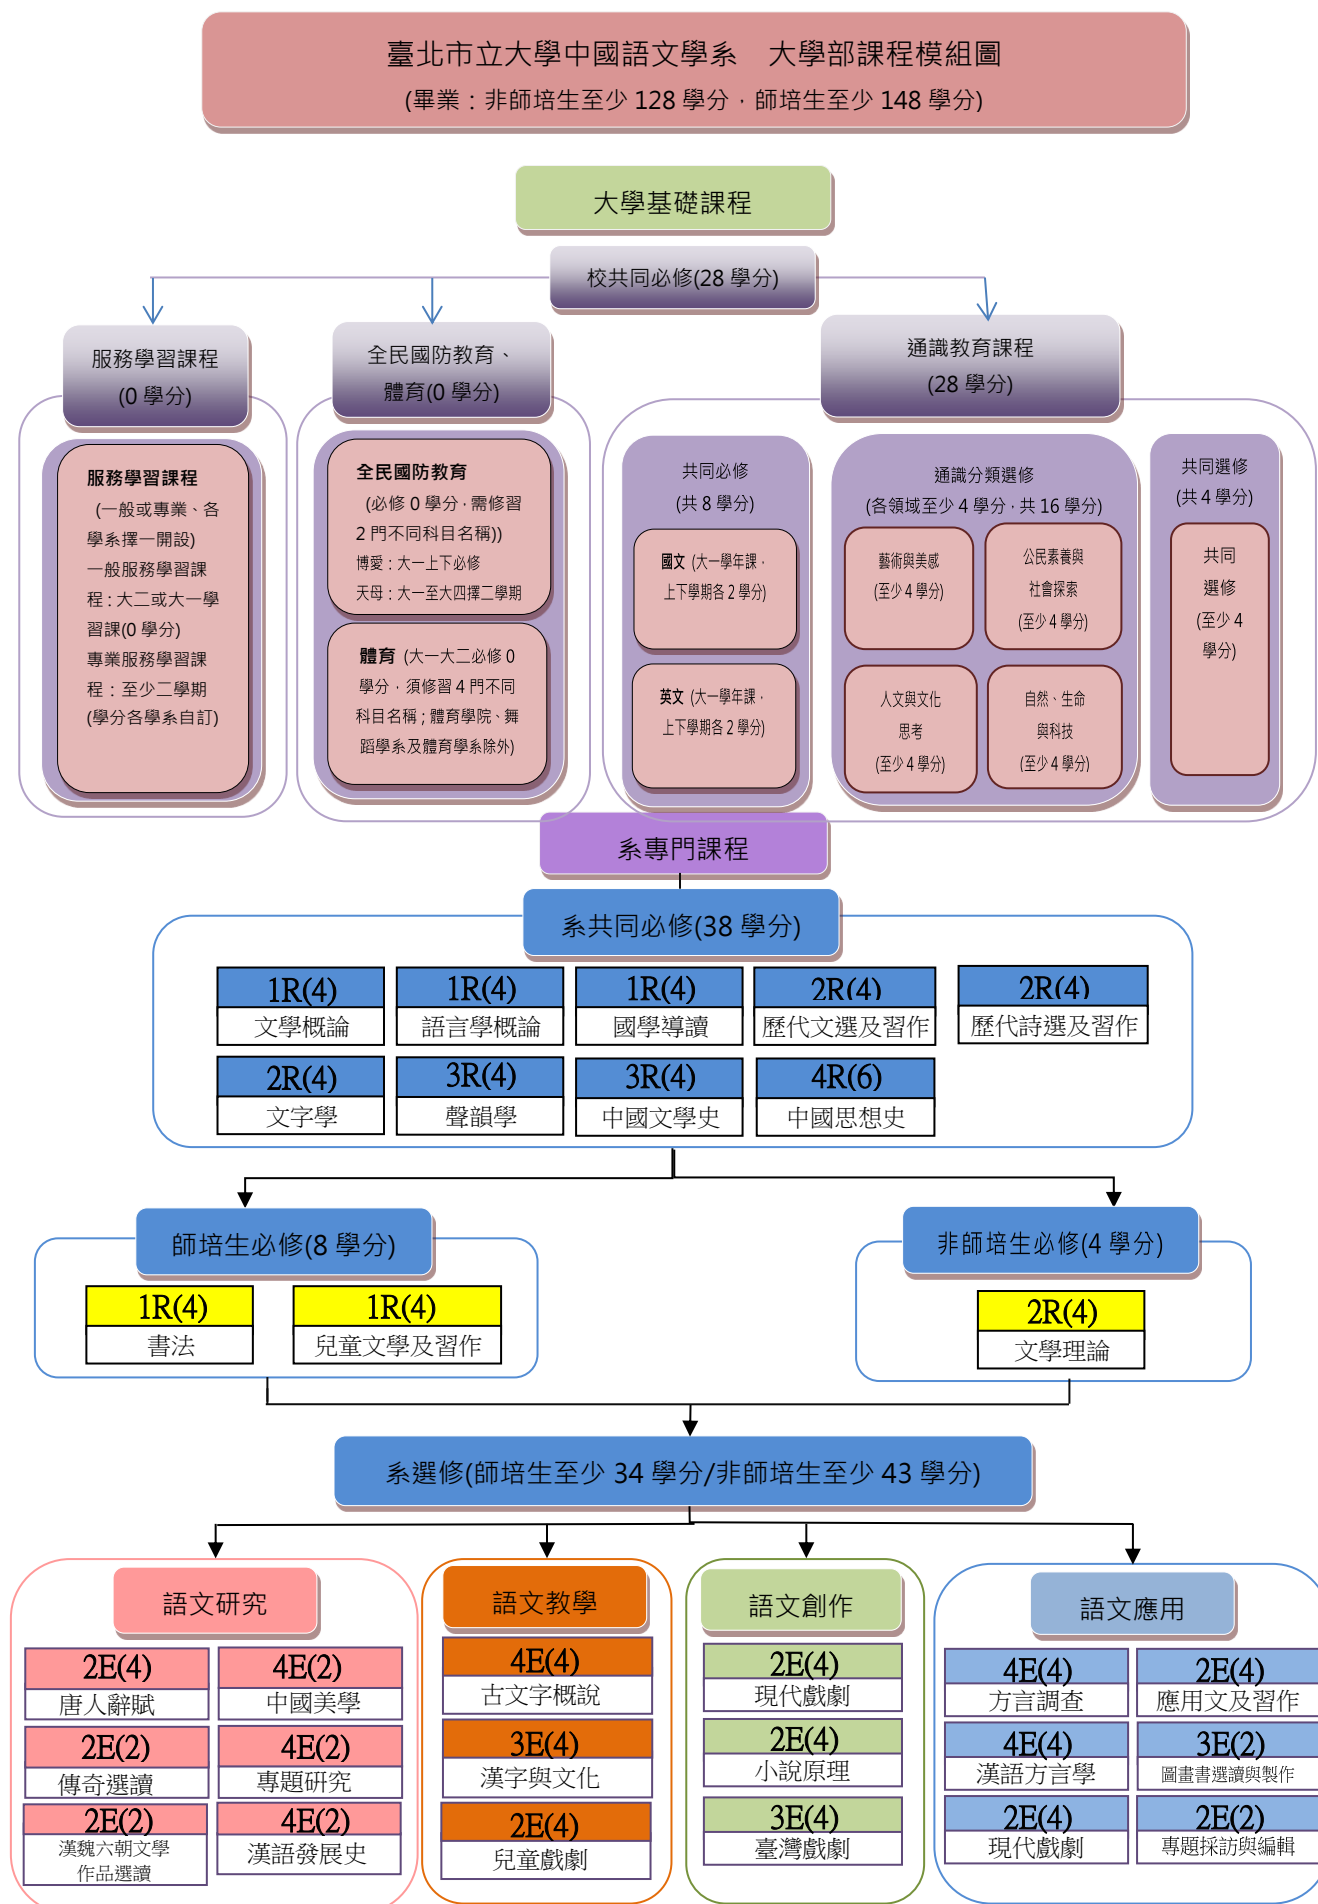 臺北市立大學中國語文學系　大學部課程模組圖
(畢業：非師培生至少 128 學分，師培生至少 148 學分)
大學基礎課程
校共同必修(28 學分)
服務學習課程
(0 學分)
全民國防教育、
體育(0 學分)
通識教育課程
(28 學分)
服務學習課程
(一般或專業、各
學系擇一開設)
一般服務學習課
程：大二或大一學
習課(0 學分)
專業服務學習課
程：至少二學期
(學分各學系自訂)
全民國防教育
(必修 0 學分，需修習
2 門不同科目名稱))
博愛：大一上下必修
天母：大一至大四擇二學期
體育 (大一大二必修 0
學分，須修習 4 門不同
科目名稱；體育學院、舞
蹈學系及體育學系除外)
共同必修
(共 8 學分)
國文 (大一學年課，
上下學期各 2 學分)
英文 (大一學年課，
上下學期各 2 學分)
通識分類選修
(各領域至少 4 學分，共 16 學分)
藝術與美感
(至少 4 學分)
公民素養與
社會探索
(至少 4 學分)
人文與文化
思考
(至少 4 學分)
自然、生命
與科技
(至少 4 學分)
共同選修
(共 4 學分)
共同
選修
(至少 4
學分)
系專門課程
系共同必修(38 學分)
1R(4)
文學概論
1R(4)
語言學概論
1R(4)
國學導讀
2R(4)
歷代文選及習作
2R(4)
歷代詩選及習作
2R(4)
文字學
3R(4)
聲韻學
3R(4)
中國文學史
4R(6)
中國思想史
師培生必修(8 學分)
1R(4)
書法
1R(4)
兒童文學及習作
非師培生必修(4 學分)
2R(4)
文學理論
系選修(師培生至少 34 學分/非師培生至少 43 學分)
語文研究
2E(4)
唐人辭賦
4E(2)
中國美學
2E(2)
傳奇選讀
4E(2)
專題研究
2E(2)
漢魏六朝文學
作品選讀
4E(2)
漢語發展史
語文教學
4E(4)
古文字概說
3E(4)
漢字與文化
2E(4)
兒童戲劇
語文創作
2E(4)
現代戲劇
2E(4)
小說原理
3E(4)
臺灣戲劇
語文應用
4E(4)
方言調查
2E(4)
應用文及習作
4E(4)
漢語方言學
3E(2)
圖畫書選讀與製作
2E(4)
現代戲劇
2E(2)
專題採訪與編輯